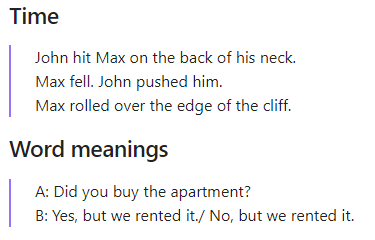 Time
John hit Max on the back of his neck.
Max fell. John pushed him.
Max rolled over the edge of the cliff.
Word meanings
A: Did you buy the apartment?
B: Yes, but we rented it./ No, but we rented it.